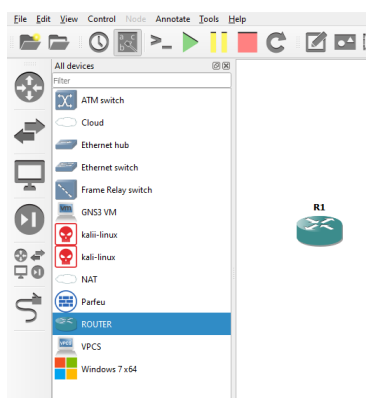 File Edit View Control Node Annotate Tools Help
All devices
Filter
ATM switch
Cloud
Ethernet hub
Ethernet switch
Frame Relay switch
GNS3 VM
kalii-linux
kali-linux
NAT
Parfeu
ROUTER
VPCS
Windows 7 x64
R1